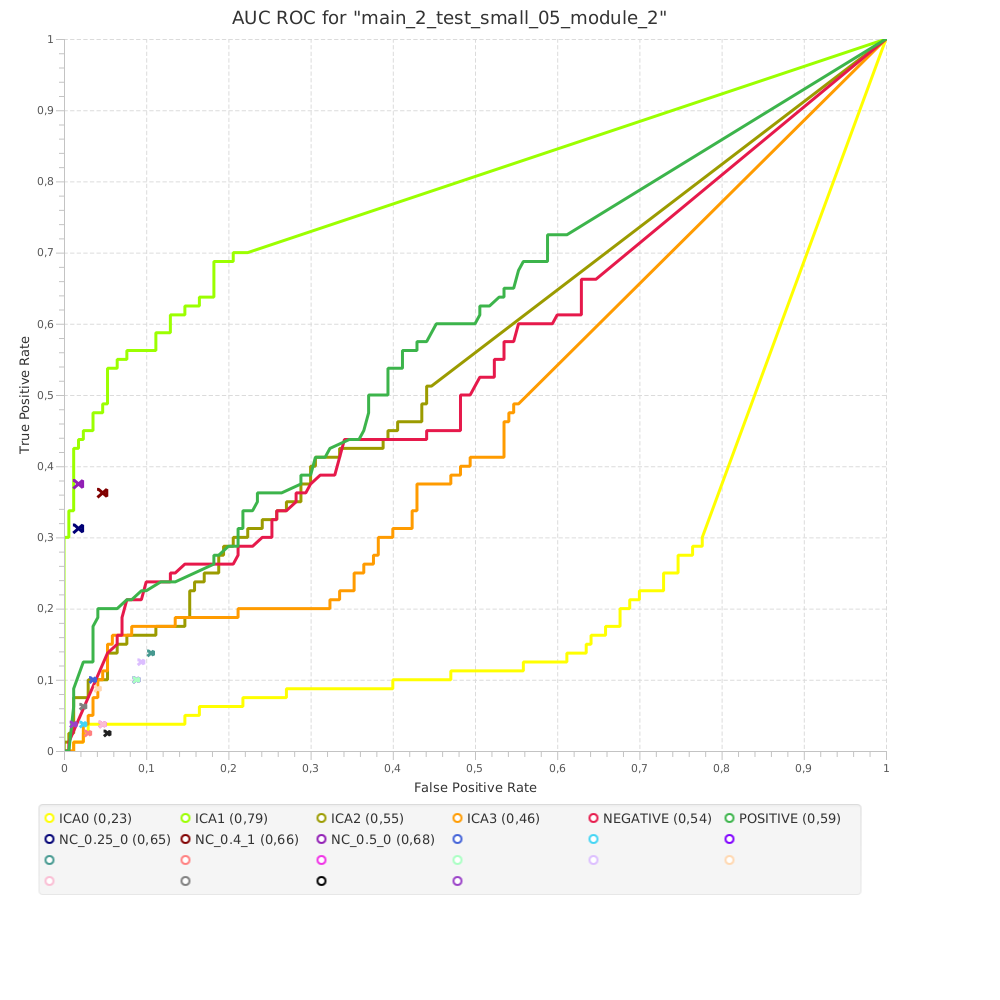 AUC ROC for "main_2_test_small_05_module_2"
1
0,9
0,8
0,7
0,6
0,5
0,4
0,3
0,2
0,1
0
True Positive Rate
0 0,1 0,2 0,3 0,4 0,5 0,6 0,7 0,8 0,9 1
False Positive Rate
ICA0 (0,23) ICA1 (0,79) ICA2 (0,55) ICA3 (0,46) NEGATIVE (0,54) POSITIVE (0,59)
NC_0.25_0 (0,65) NC_0.4_1 (0,66) NC_0.5_0 (0,68)